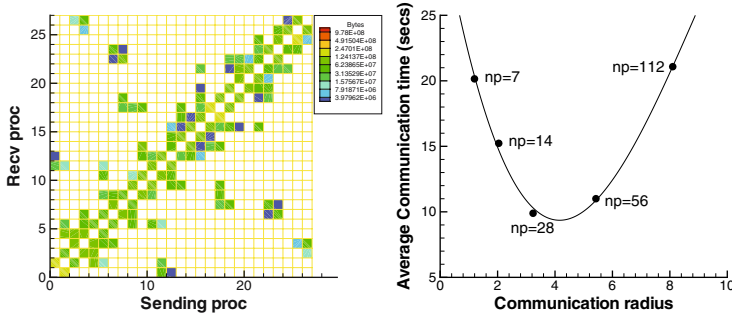 Bytes
9.78E+08
4.91504E+08
2.4701E+08
1.24137E+08
6.23865E+07
3.13529E+07
1.57567E+07
7.91871E+06
3.97962E+06
25
20
15
10
5
0
Recv proc
0
10
20
Sending proc
25
20
15
10
5
Average Communication time (secs)
np=7
np=14
np=28
np=56
np=112
0
2
4
6
8
10
Communication radius